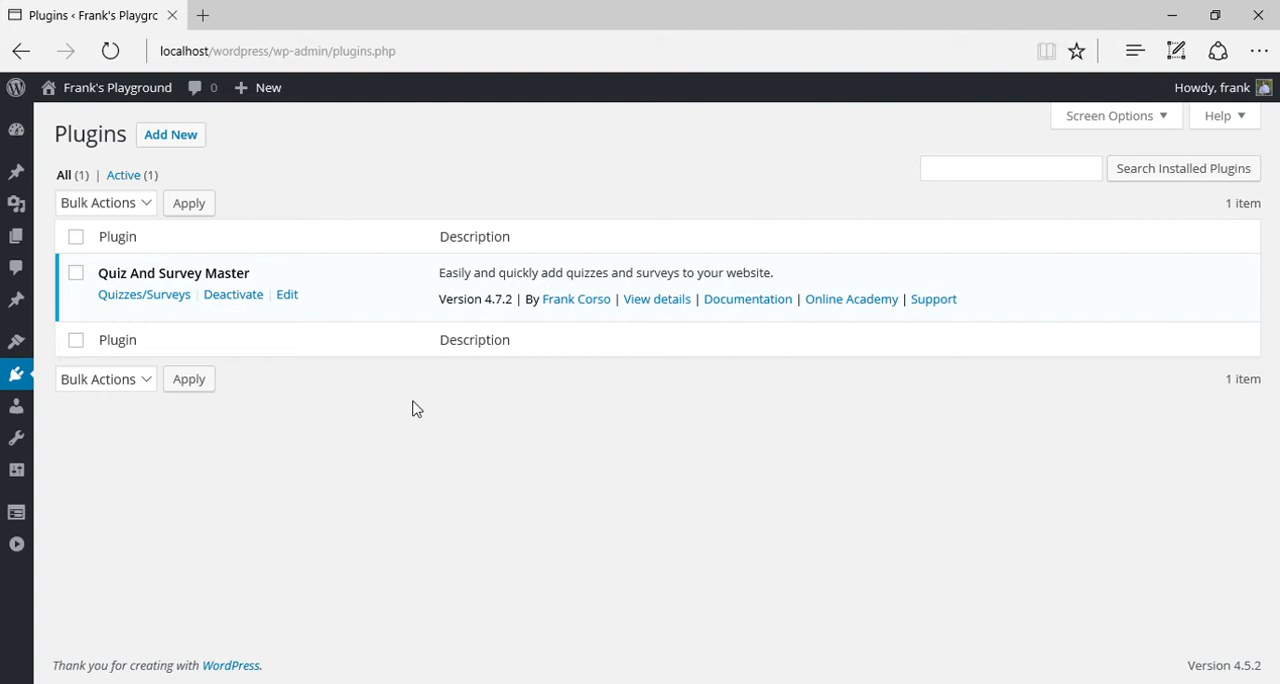 Plugins ‹ Frank's Playgrc
localhost/wordpress/wp-admin/plugins.php
Frank's Playground 0 New Howdy, frank
Screen Options Help
Plugins Add New
All (1) | Active (1)
Search Installed Plugins
Bulk Actions Apply 1 item
Plugin Description
Quiz And Survey Master Easily and quickly add quizzes and surveys to your website.
Quizzes/Surveys | Deactivate | Edit Version 4.7.2 | By Frank Corso | View details | Documentation | Online Academy | Support
Plugin Description
Bulk Actions Apply 1 item
Thank you for creating with WordPress. Version 4.5.2